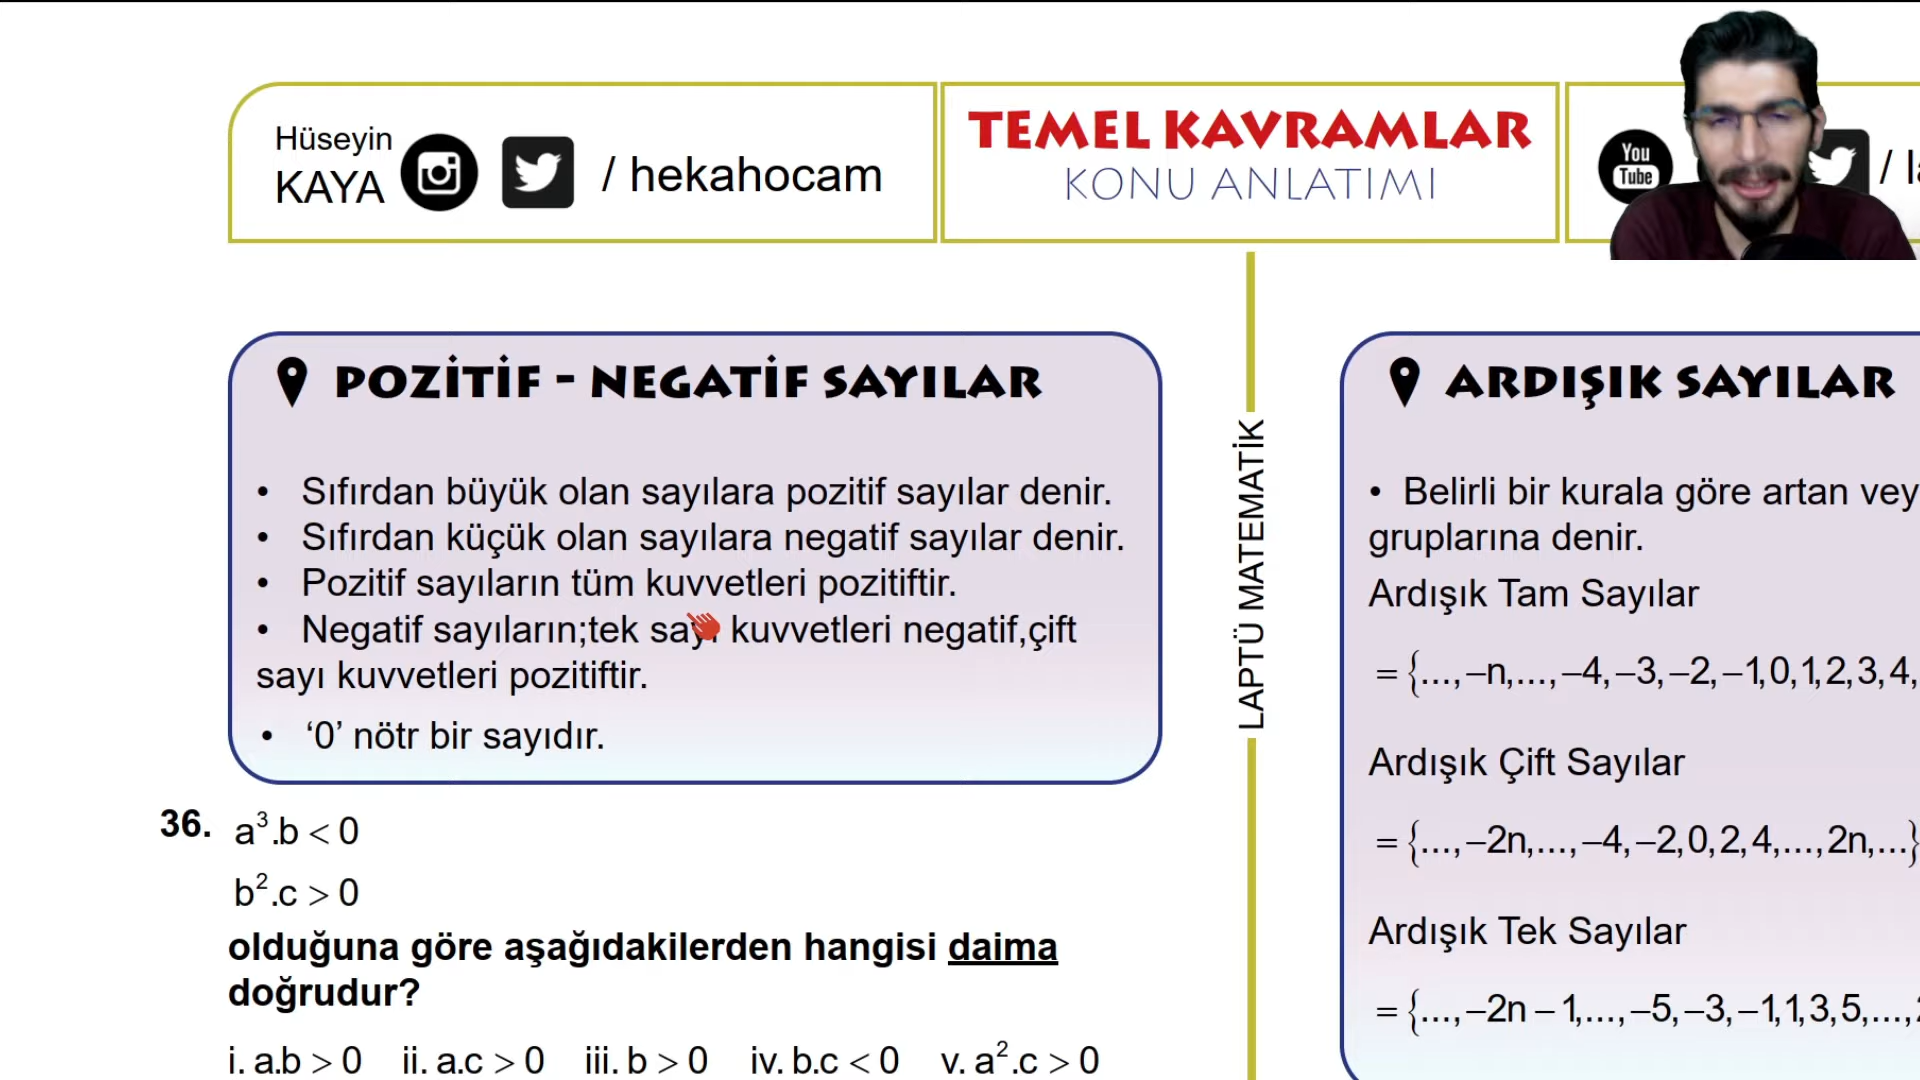 Hüseyin
KAYA
/ hekahocam
TEMEL KAVRAMLAR
KONU ANLATIMI
You
Tube
/ la
POZİTİF - NEGATİF SAYILAR
• Sıfırdan büyük olan sayılara pozitif sayılar denir.
• Sıfırdan küçük olan sayılara negatif sayılar denir.
• Pozitif sayıların tüm kuvvetleri pozitiftir.
• Negatif sayıların;tek sayı kuvvetleri negatif,çift
sayı kuvvetleri pozitiftir.
• ‘0’ nötr bir sayıdır.
36. a³.b < 0
b².c > 0
olduğuna göre aşağıdakilerden hangisi daima
doğrudur?
i. a.b > 0 ii. a.c > 0 iii. b > 0 iv. b.c < 0 v. a².c > 0
LAPTÜ MATEMATİK
ARDIŞIK SAYILAR
• Belirli bir kurala göre artan vey
gruplarına denir.
Ardışık Tam Sayılar
= {...,–n,...,–4,–3,–2,–1,0,1,2,3,4,
Ardışık Çift Sayılar
= {...,–2n,...,–4,–2,0,2,4,...,2n,...}
Ardışık Tek Sayılar
= {...,–2n – 1,...,–5,–3,–1,1,3,5,...,